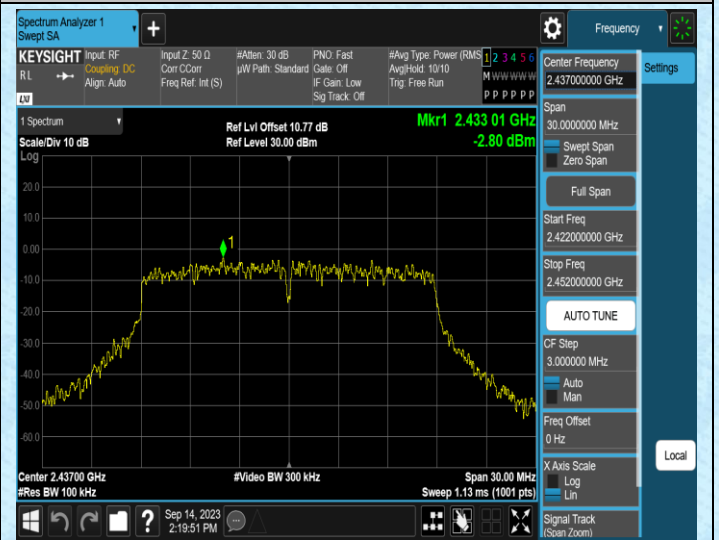 Spectrum Analyzer 1
Swept SA
+
Frequency
KEYSIGHT
RL
LXI
Input: RF
Coupling: DC
Align: Auto
Input Z: 50 Ω
Corr CCorr
Freq Ref: Int (S)
#Atten: 30 dB
µW Path: Standard
PNO: Fast
Gate: Off
IF Gain: Low
Sig Track: Off
#Avg Type: Power (RMS
Avg|Hold: 10/10
Trig: Free Run
1 2 3 4 5 6
M W W W W W
P P P P P P
1 Spectrum
Scale/Div 10 dB
Log
Ref Lvl Offset 10.77 dB
Ref Level 30.00 dBm
Mkr1 2.433 01 GHz
-2.80 dBm
20.0
10.0
0.00
-10.0
-20.0
-30.0
-40.0
-50.0
-60.0
1
Center 2.43700 GHz
#Res BW 100 kHz
#Video BW 300 kHz
Span 30.00 MHz
Sweep 1.13 ms (1001 pts)
Sep 14, 2023
2:19:51 PM
?
Center Frequency
2.437000000 GHz
Span
30.0000000 MHz
Swept Span
Zero Span
Full Span
Start Freq
2.422000000 GHz
Stop Freq
2.452000000 GHz
AUTO TUNE
CF Step
3.000000 MHz
Auto
Man
Freq Offset
0 Hz
X Axis Scale
Log
Lin
Signal Track
(Span Zoom)
Settings
Local